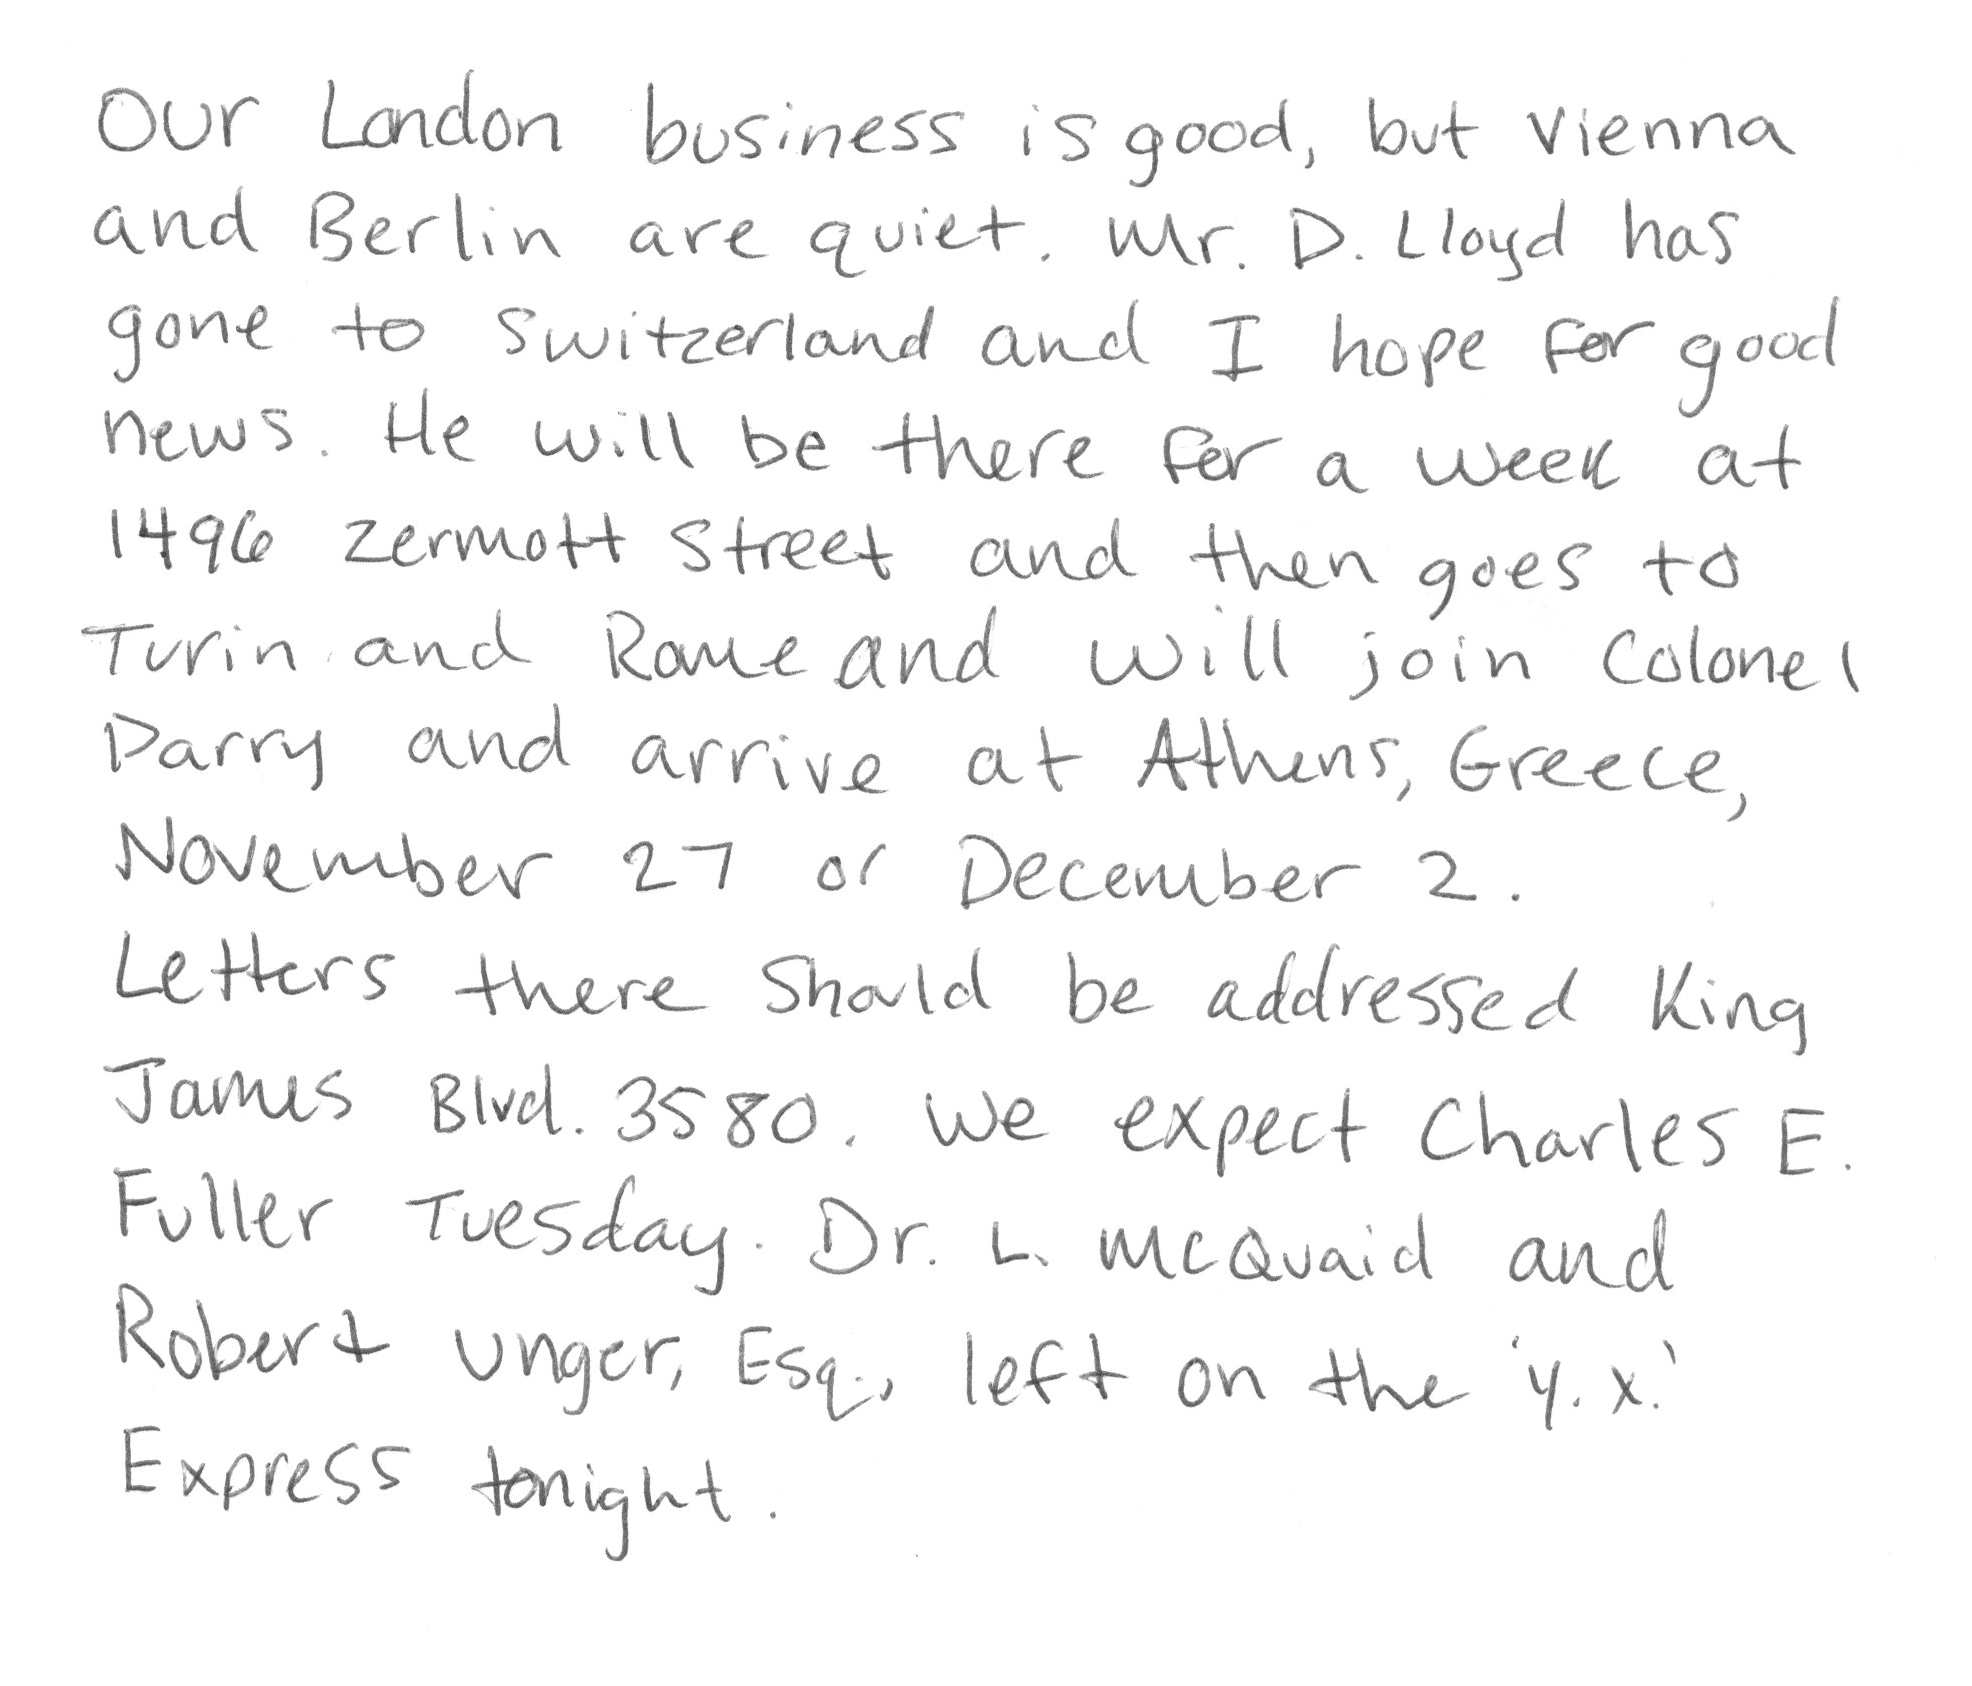 Our London business is good, but Vienna
and Berlin are quiet. Mr. D. Lloyd has
gone to Switzerland and I hope for good
news. He will be there for a week at
1496 Zermott Street and then goes to
Turin and Rome and will join Colonel
Parry and arrive at Athens, Greece,
November 27 or December 2.
Letters there should be addressed King
James Blvd. 3580. We expect Charles E.
Fuller Tuesday. Dr. L. McQuaid and
Robert Unger, Esq., left on the 'Y.X.'
Express tonight.